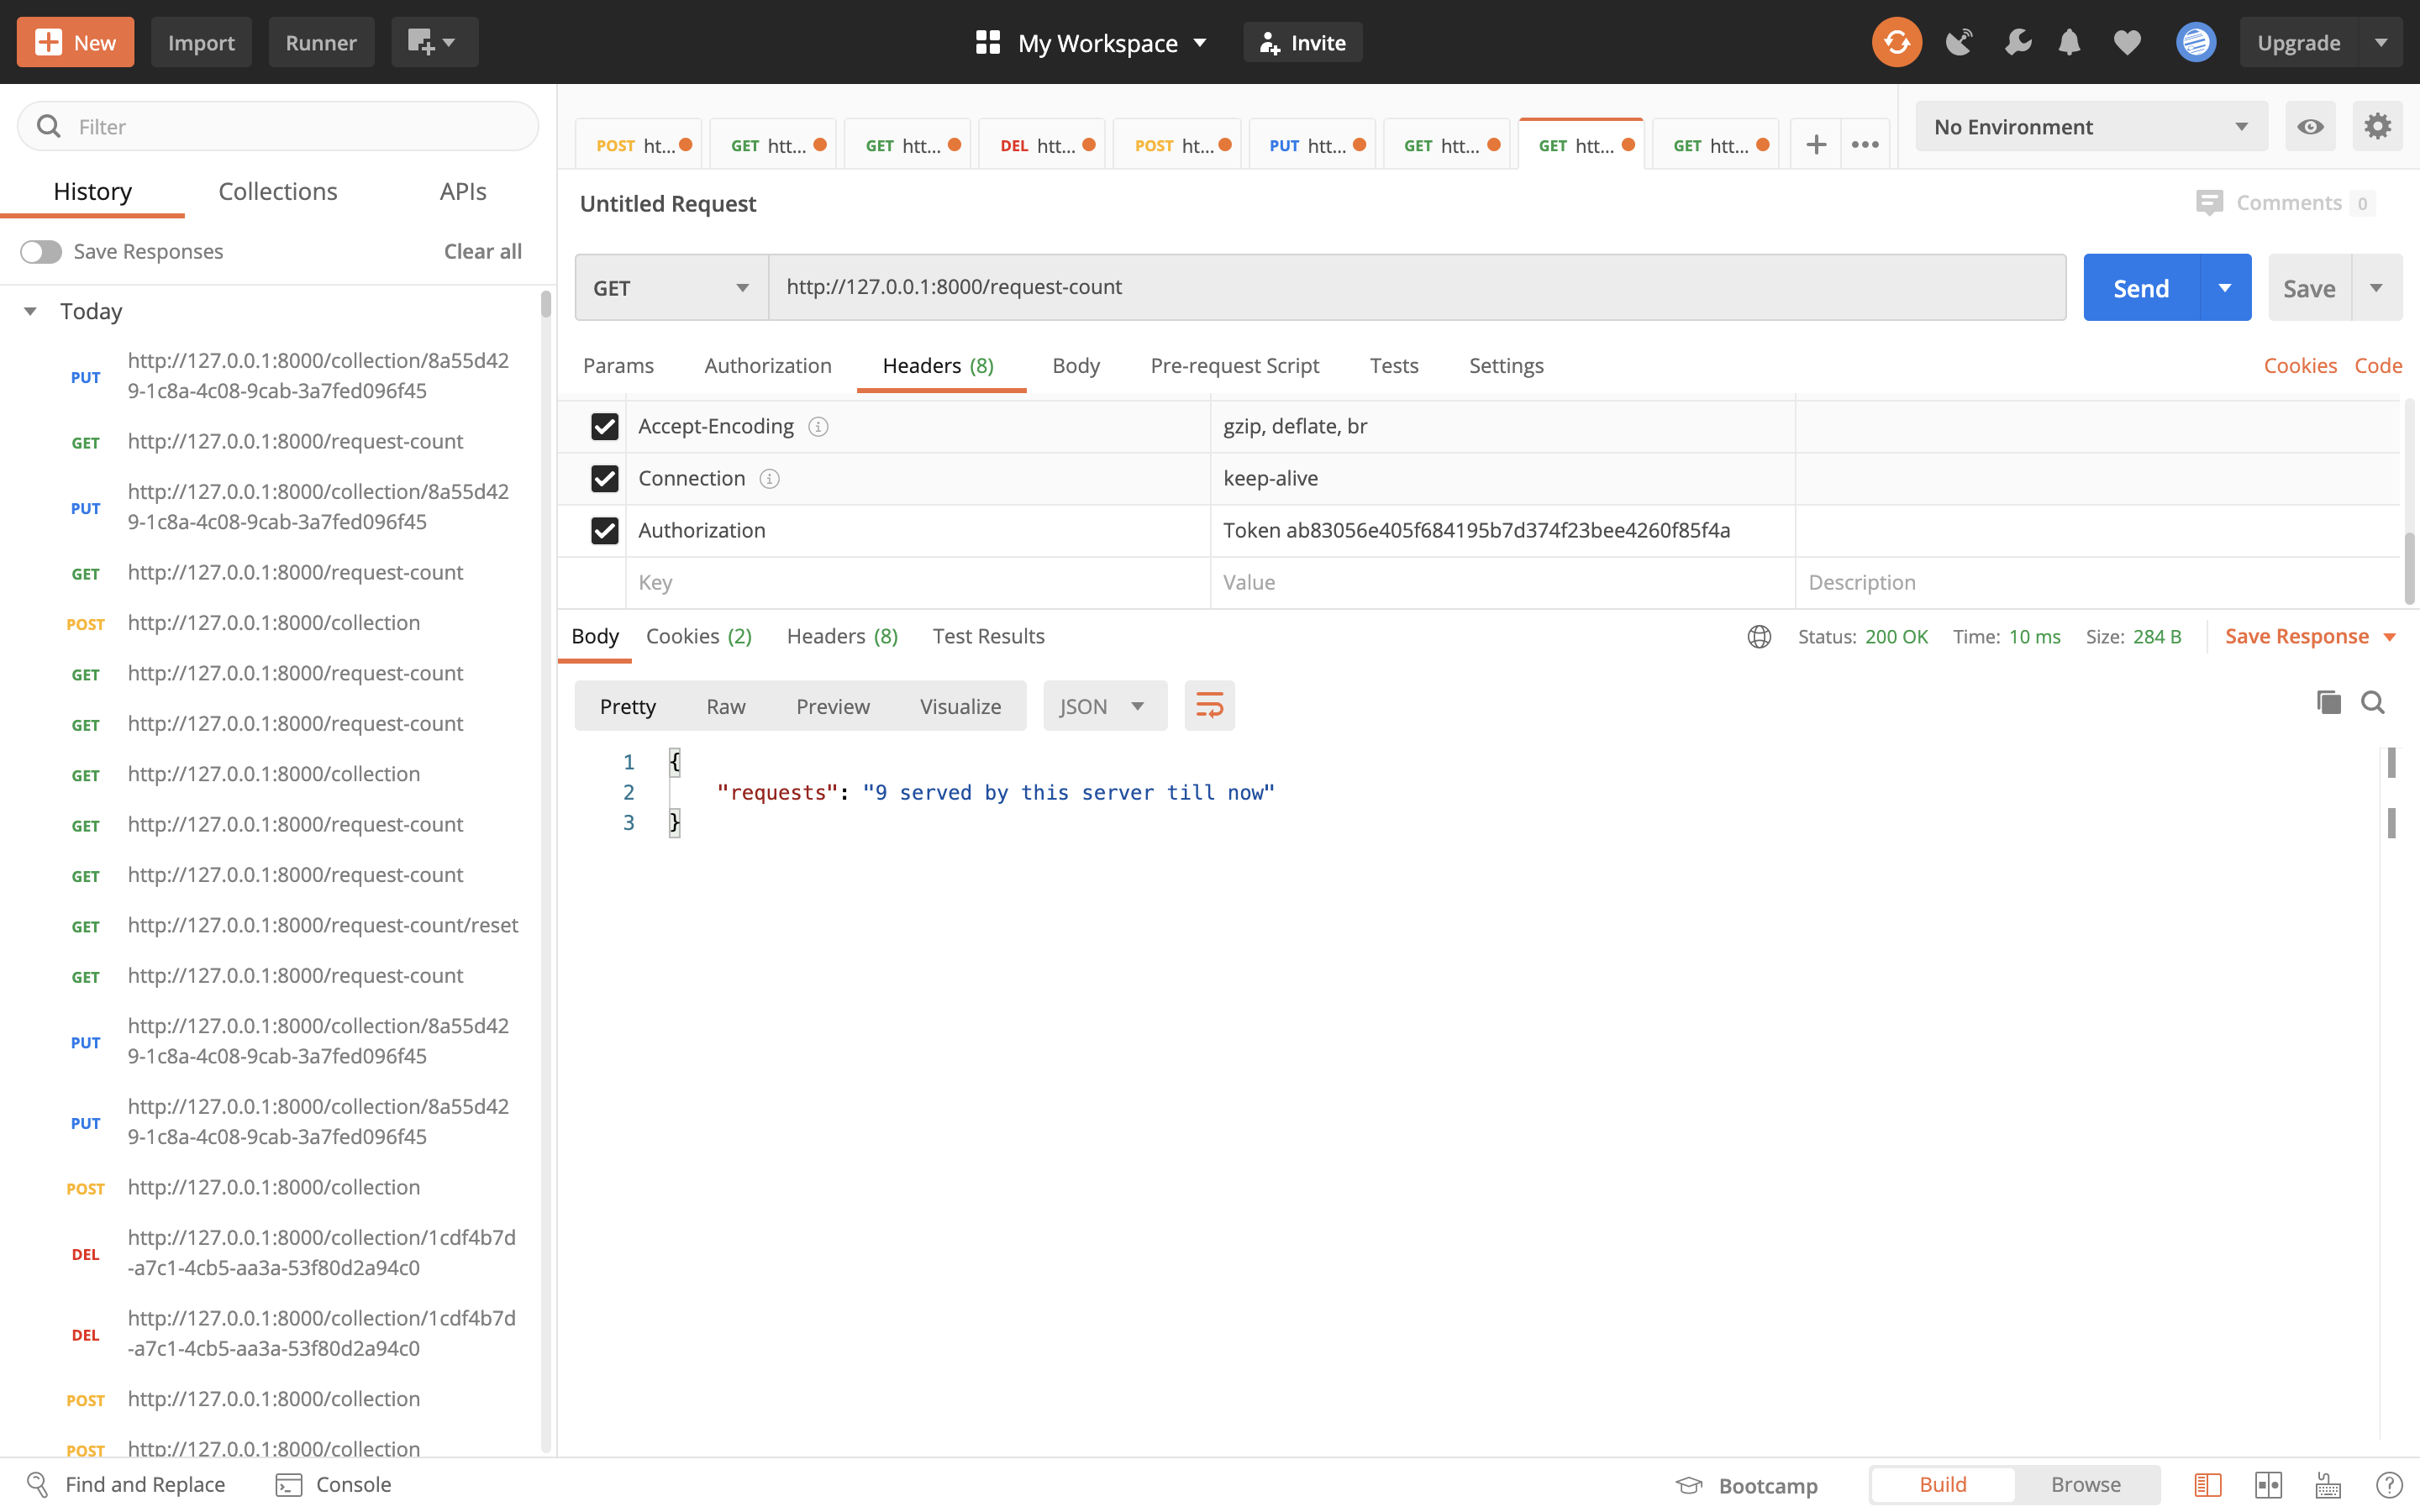 New
Import
Runner
My Workspace
Invite
Upgrade
Filter
History
Collections
APIs
Save Responses
Clear all
Today
PUT http://127.0.0.1:8000/collection/8a55d42
9-1c8a-4c08-9cab-3a7fed096f45
GET http://127.0.0.1:8000/request-count
PUT http://127.0.0.1:8000/collection/8a55d42
9-1c8a-4c08-9cab-3a7fed096f45
GET http://127.0.0.1:8000/request-count
POST http://127.0.0.1:8000/collection
GET http://127.0.0.1:8000/request-count
GET http://127.0.0.1:8000/request-count
GET http://127.0.0.1:8000/collection
GET http://127.0.0.1:8000/request-count
GET http://127.0.0.1:8000/request-count
GET http://127.0.0.1:8000/request-count/reset
GET http://127.0.0.1:8000/request-count
PUT http://127.0.0.1:8000/collection/8a55d42
9-1c8a-4c08-9cab-3a7fed096f45
PUT http://127.0.0.1:8000/collection/8a55d42
9-1c8a-4c08-9cab-3a7fed096f45
POST http://127.0.0.1:8000/collection
DEL http://127.0.0.1:8000/collection/1cdf4b7d
-a7c1-4cb5-aa3a-53f80d2a94c0
DEL http://127.0.0.1:8000/collection/1cdf4b7d
-a7c1-4cb5-aa3a-53f80d2a94c0
POST http://127.0.0.1:8000/collection
POST http://127.0.0.1:8000/collection
POST ht...
GET htt...
GET htt...
DEL htt...
POST ht...
PUT htt...
GET htt...
GET htt...
GET htt...
No Environment
Untitled Request
Comments 0
GET
http://127.0.0.1:8000/request-count
Send
Save
Params
Authorization
Headers (8)
Body
Pre-request Script
Tests
Settings
Cookies
Code
Accept-Encoding gzip, deflate, br
Connection keep-alive
Authorization Token ab83056e405f684195b7d374f23bee4260f85f4a
Key Value Description
Body
Cookies (2)
Headers (8)
Test Results
Status: 200 OK
Time: 10 ms
Size: 284 B
Save Response
Pretty
Raw
Preview
Visualize
JSON
1 {
2 "requests": "9 served by this server till now"
3 }
Find and Replace
Console
Bootcamp
Build
Browse